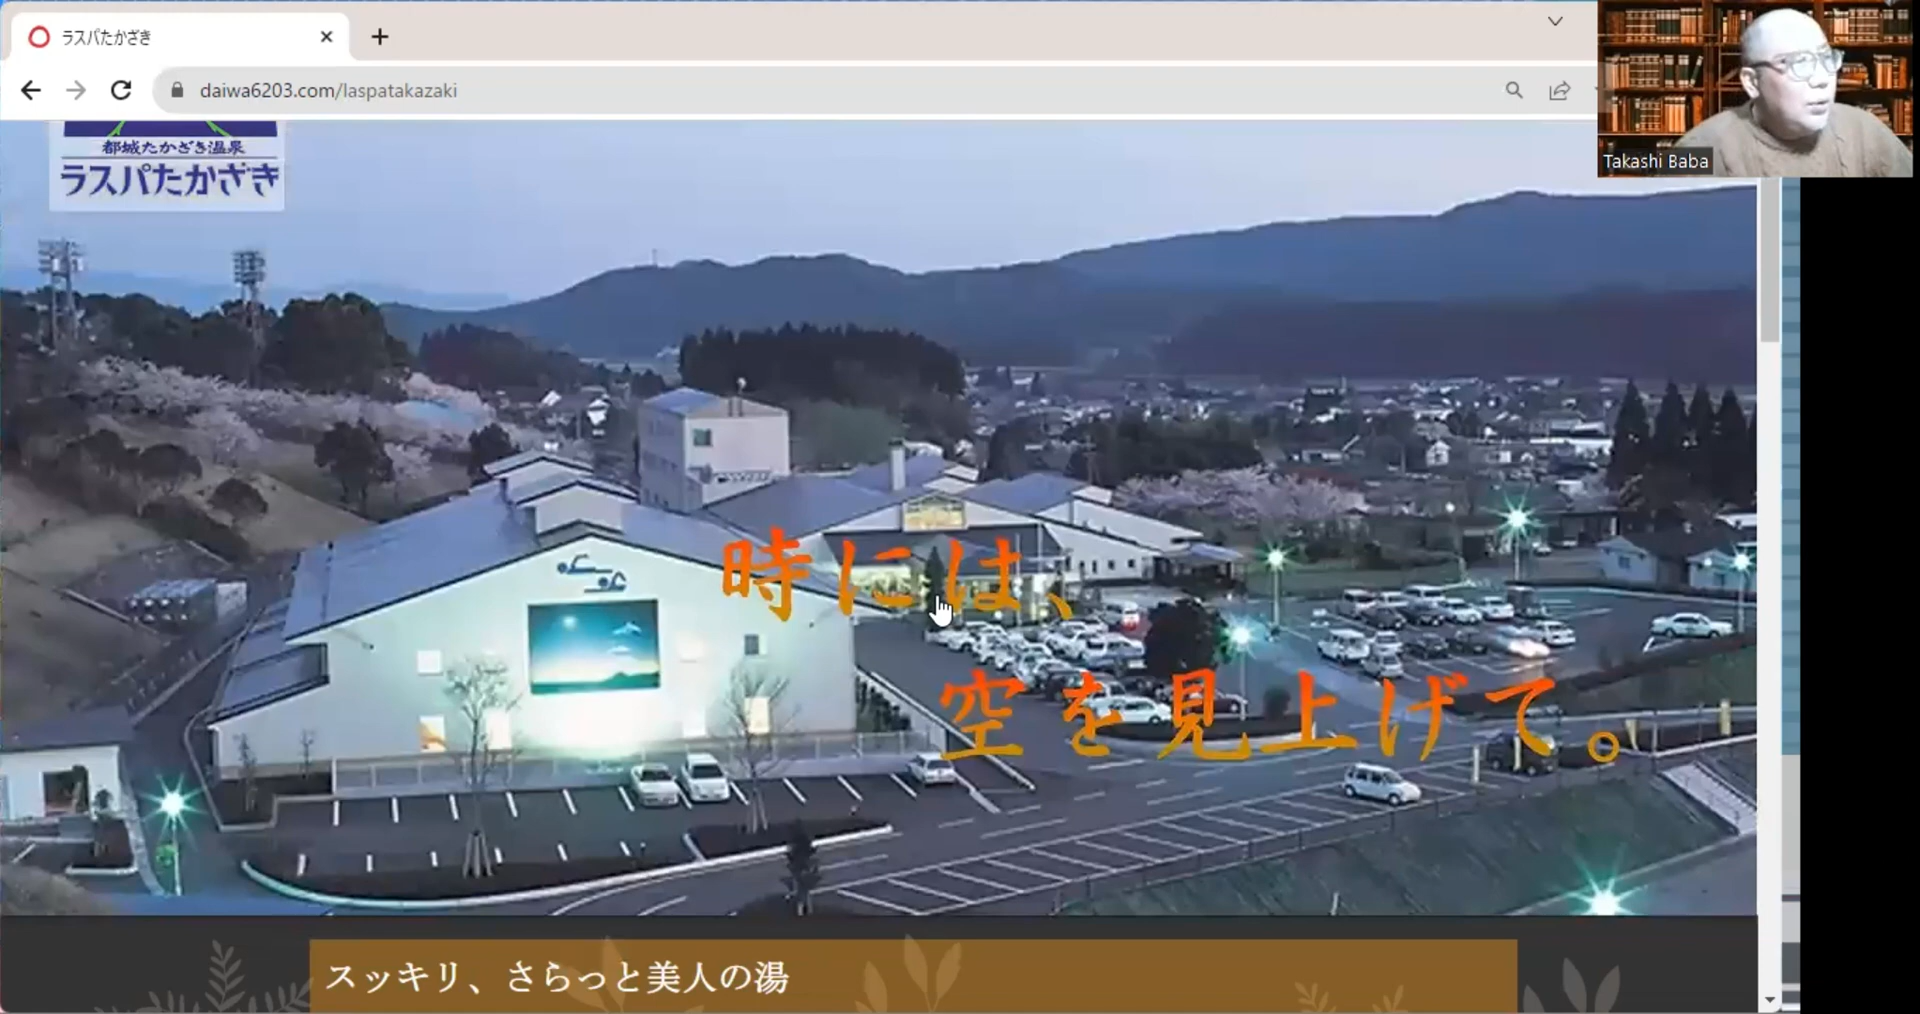 ラスパたかざき
daiwa6203.com/laspatakazaki
Takashi Baba
都城たかざき温泉
ラスパたかざき
時には、
空を見上げて。
スッキリ、さらっと美人の湯